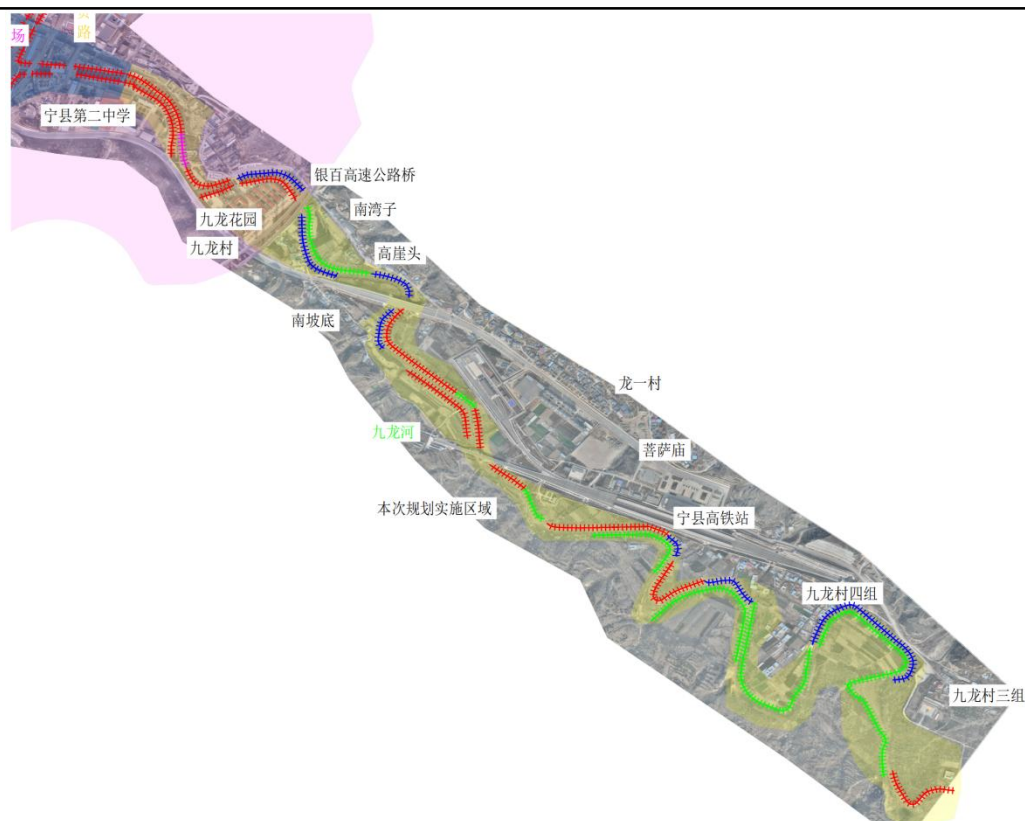 场
路
宁县第二中学
银百高速公路桥
南湾子
九龙花园
九龙村
高崖头
南坡底
龙一村
九龙河
菩萨庙
本次规划实施区域
宁县高铁站
九龙村四组
九龙村三组